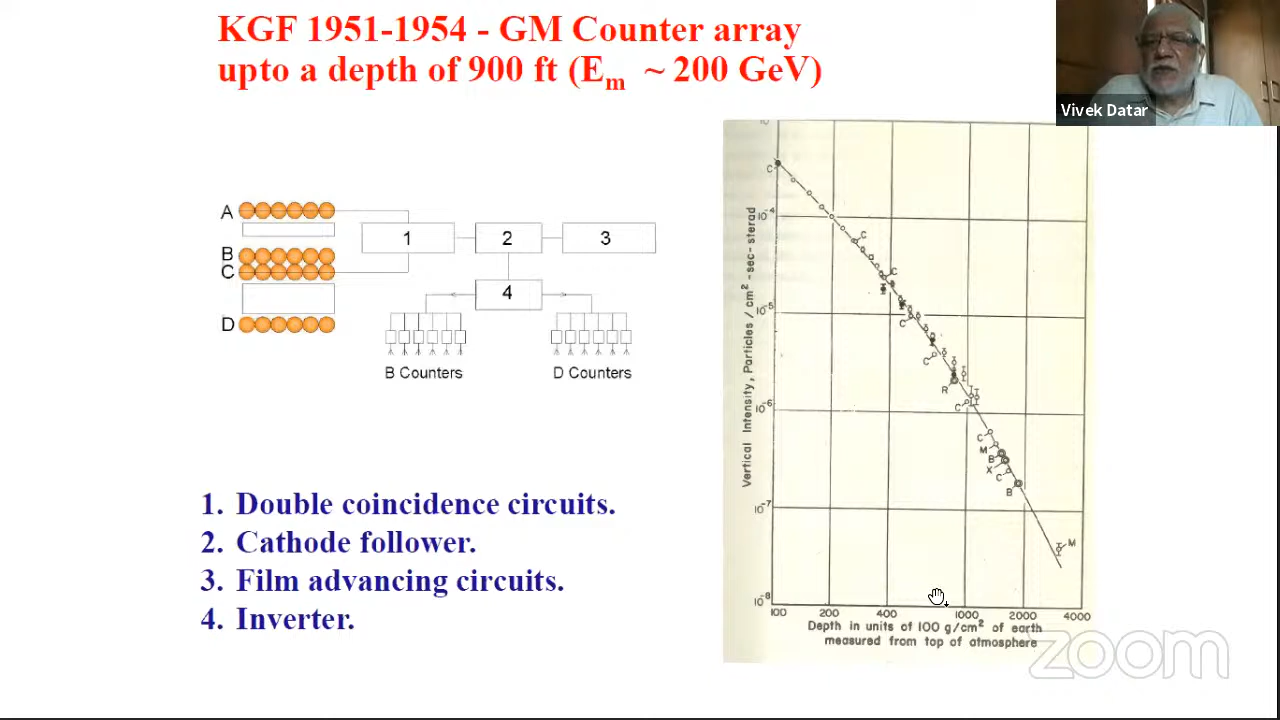 KGF 1951-1954 - GM Counter array
upto a depth of 900 ft (Em ~ 200 GeV)
Vivek Datar
A
B
C
D
1
2
3
4
B Counters
D Counters
1. Double coincidence circuits.
2. Cathode follower.
3. Film advancing circuits.
4. Inverter.
Vertical Intensity, Particles / cm2 -sec- sterad
10-4
10-5
10-6
10-7
10-8
C
C
C
C
C
R
C
C
M
B
X
C
B
M
100 200 400 1000 2000 4000
Depth in units of 100 g/cm2 of earth
measured from top of atmosphere
zoom